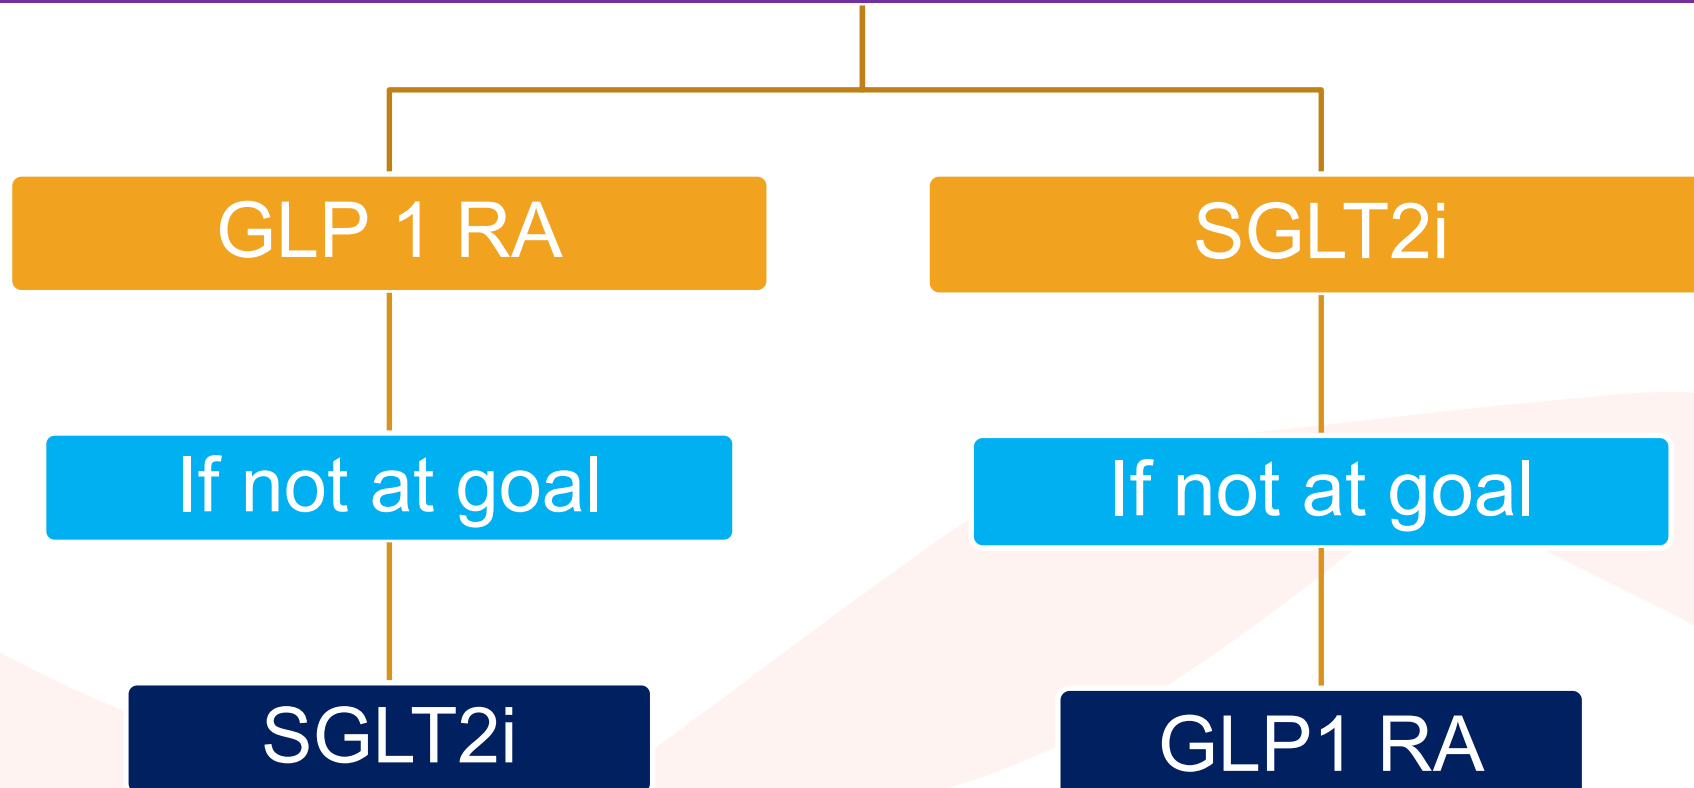 GLP 1 RA
SGLT2i
If not at goal
If not at goal
SGLT2i
GLP1 RA